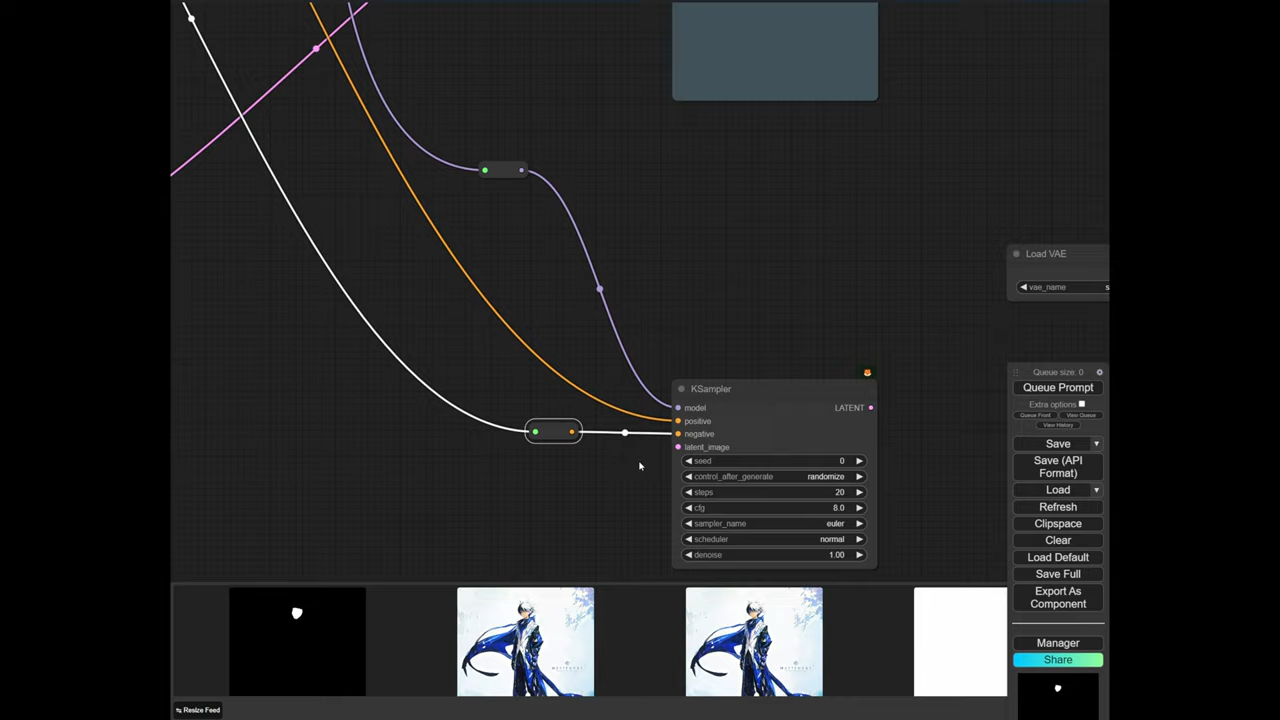 Load VAE
vae_name
s
Queue size: 0
Queue Prompt
Extra options
Queue Front
View Queue
View History
Save
Save (API
Format)
Load
Refresh
Clipspace
Clear
Load Default
Save Full
Export As
Component
Manager
Share
KSampler
model
LATENT
positive
negative
latent_image
seed 0
control_after_generate randomize
steps 20
cfg 8.0
sampler_name euler
scheduler normal
denoise 1.00
Resize Feed